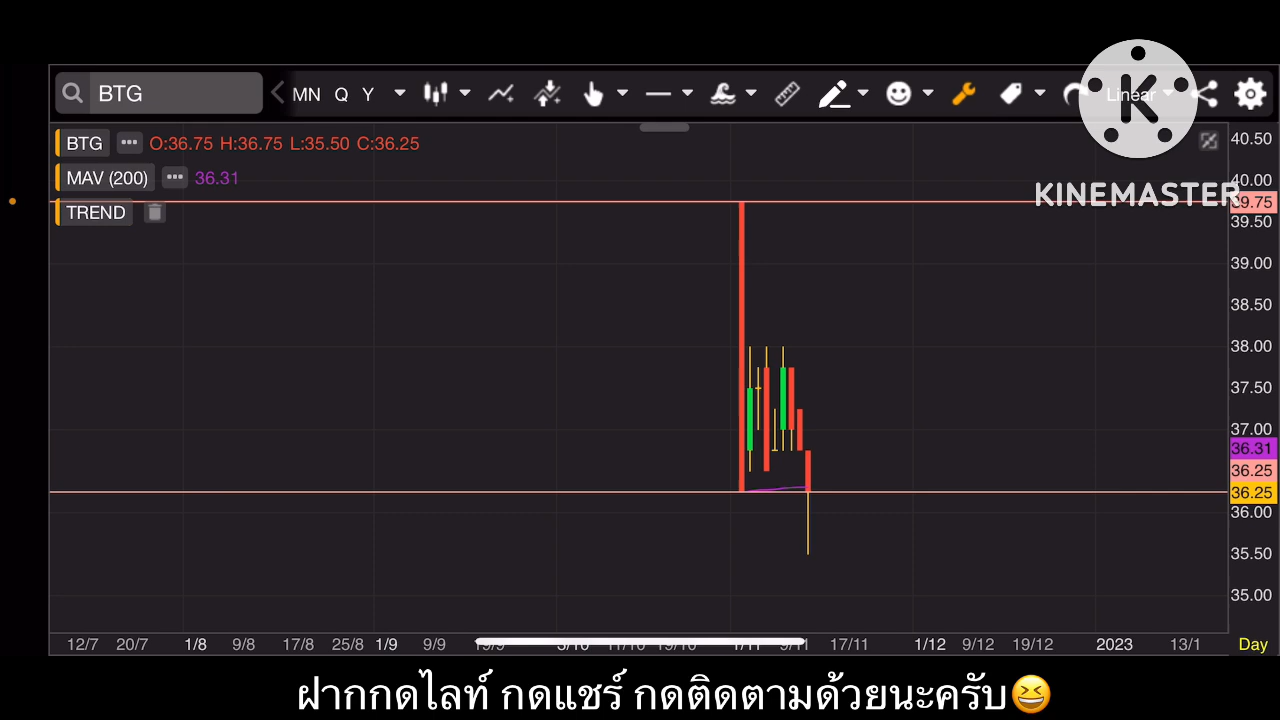 BTG MN Q Y Linear
KINEMASTER
BTG O:36.75 H:36.75 L:35.50 C:36.25
MAV (200) 36.31
TREND
40.50
40.00
39.75
39.50
39.00
38.50
38.00
37.50
37.00
36.31
36.25
36.25
36.00
35.50
35.00
12/7 20/7 1/8 9/8 17/8 25/8 1/9 9/9 17/11 1/12 9/12 19/12 2023 13/1 Day
ฝากกดไลท์ กดแชร์ กดติดตามด้วยนะครับ😆